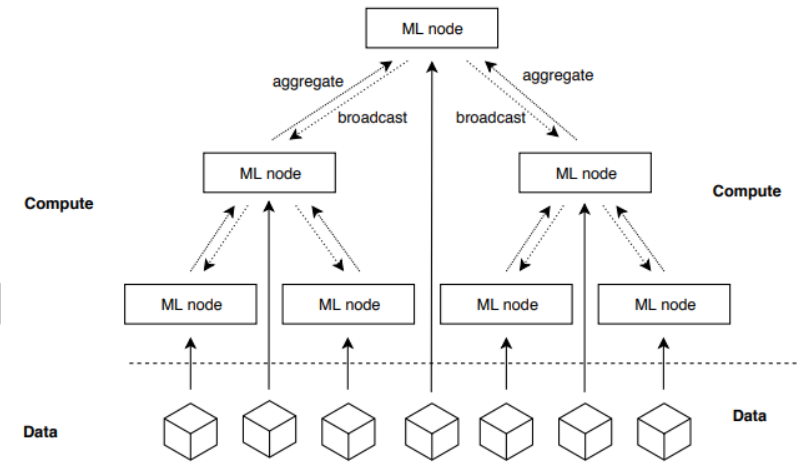 ML node
aggregate
aggregate
broadcast
broadcast
ML node
ML node
Compute
Compute
ML node
ML node
ML node
ML node
Data
Data